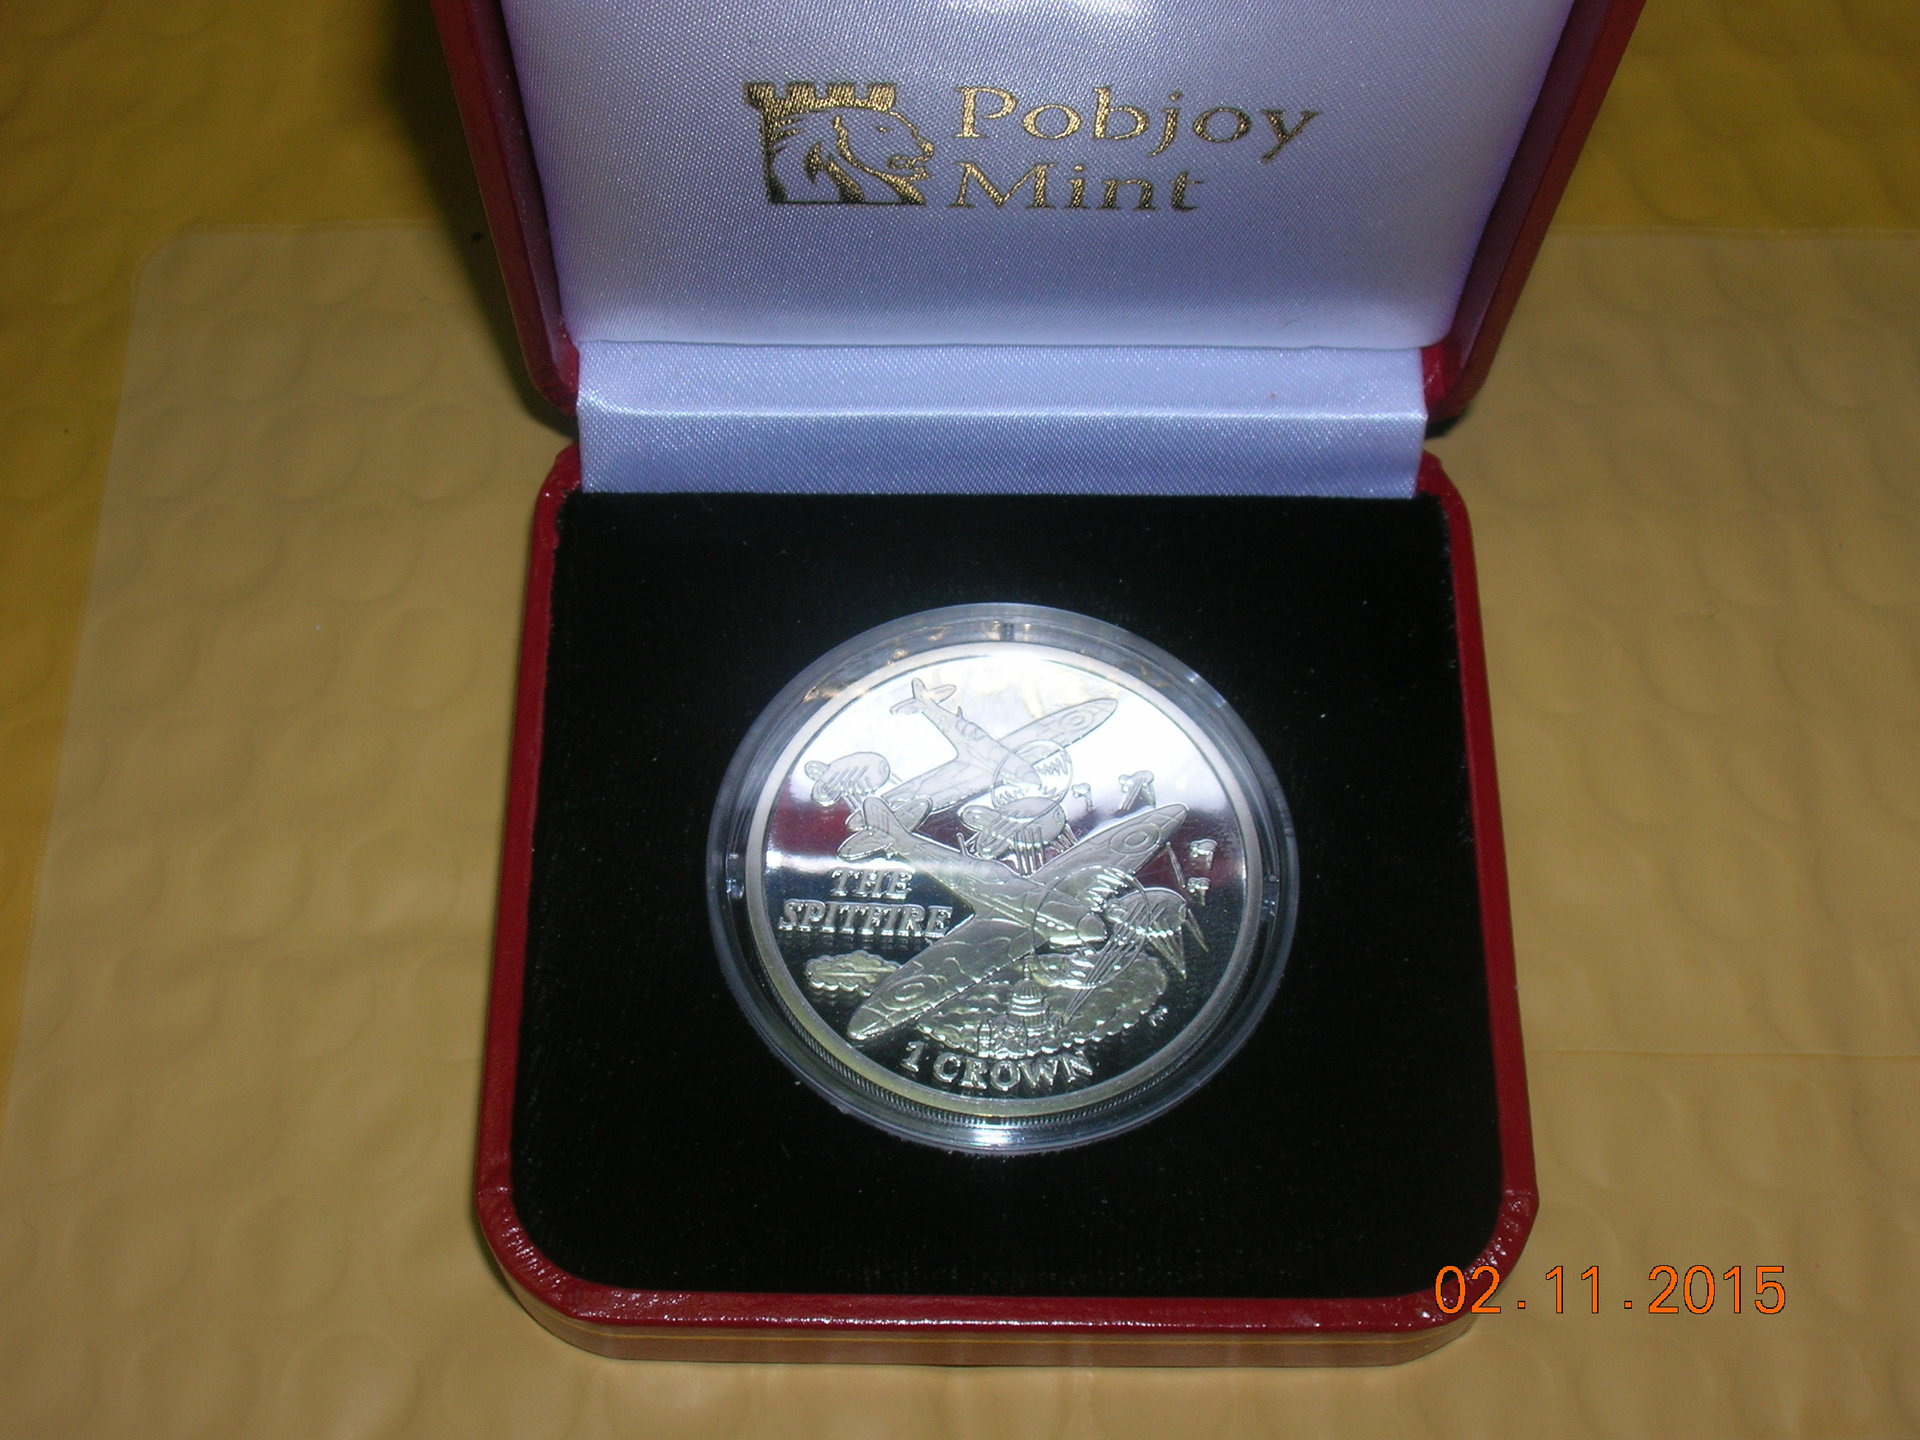 Pobjoy
Mint
THE
SPITFIRE
1 CROWN
02.11.2015